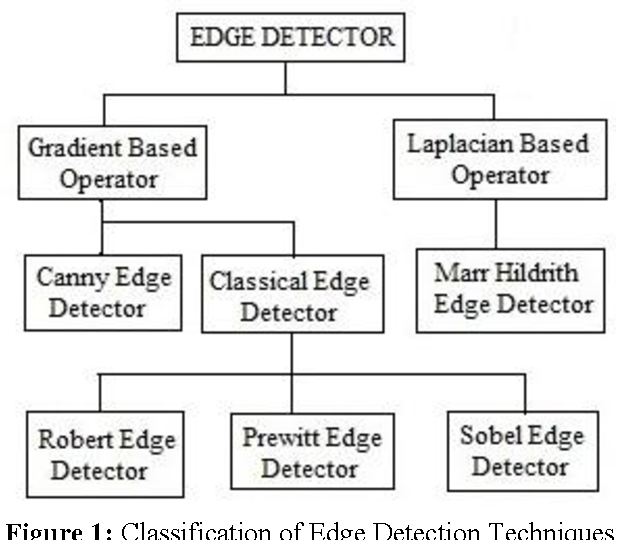 EDGE DETECTOR
Gradient Based
Operator
Laplacian Based
Operator
Canny Edge
Detector
Classical Edge
Detector
Marr Hildrith
Edge Detector
Robert Edge
Detector
Prewitt Edge
Detector
Sobel Edge
Detector
Figure 1: Classification of Edge Detection Techniques